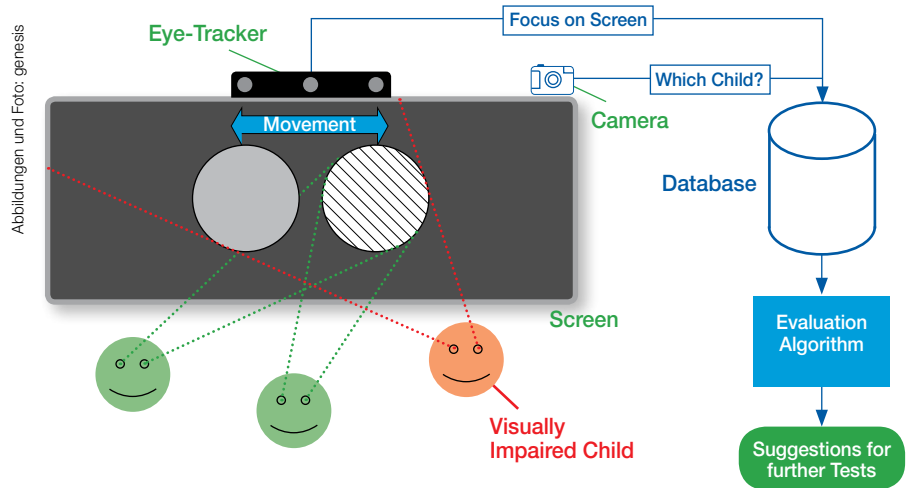 Abbildungen und Foto: genesis
Eye-Tracker
Focus on Screen
Which Child?
Camera
Movement
Database
Screen
Evaluation
Algorithm
Visually
Impaired Child
Suggestions for
further Tests